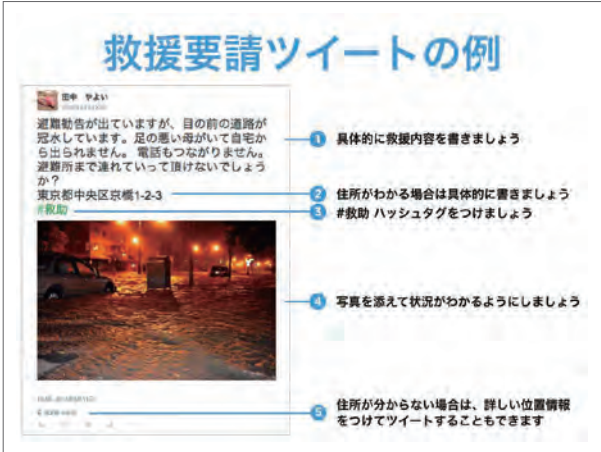 救援要請ツイートの例
田中 やよい
避難勧告が出ていますが、目の前の道路が
冠水しています。足の悪い母がいて自宅か
ら出られません。電話もつながりません。
避難所まで連れていって頂けないでしょう
か？
東京都中央区京橋1-2-3
#救助
1 具体的に救援内容を書きましょう
2 住所がわかる場合は具体的に書きましょう
3 #救助 ハッシュタグをつけましょう
4 写真を添えて状況がわかるようにしましょう
5 住所が分からない場合は、詳しい位置情報
をつけてツイートすることもできます